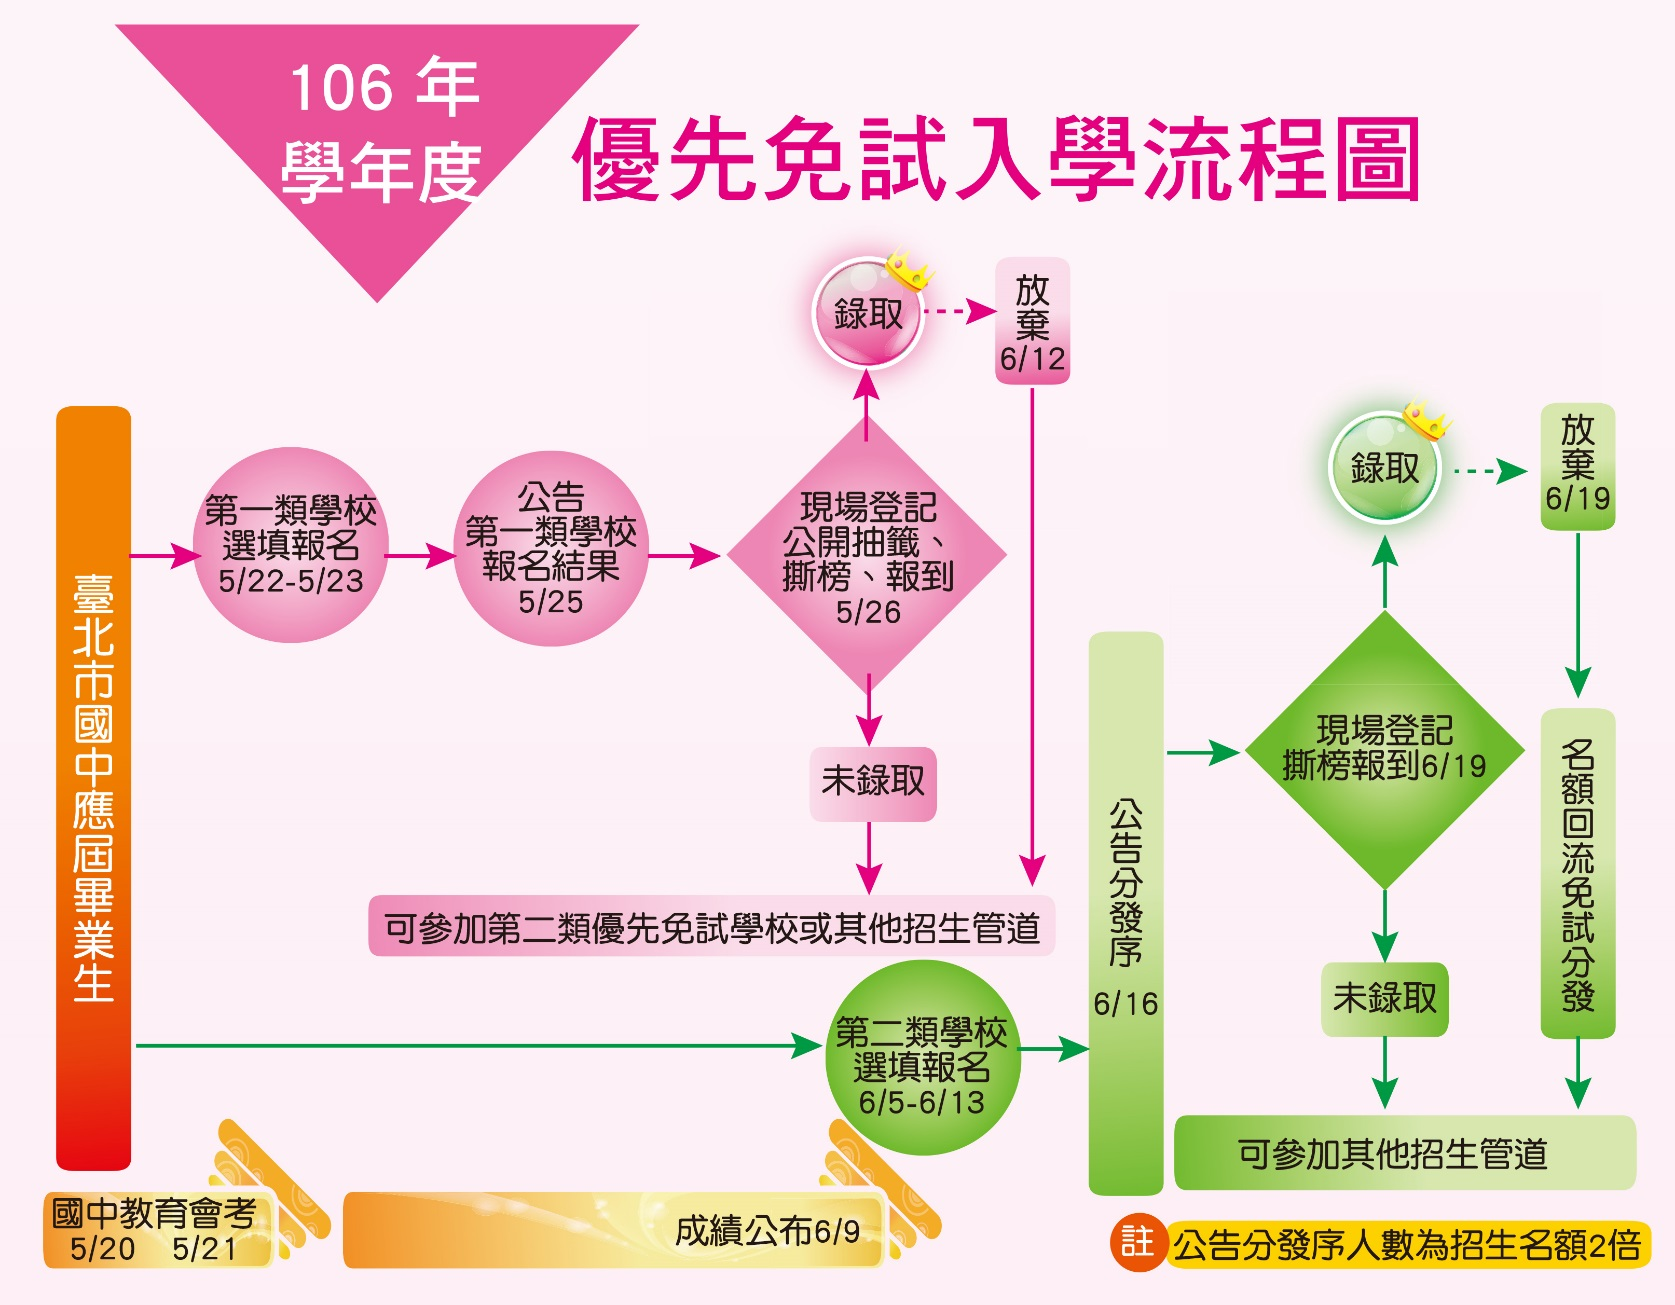 106 年
學年度
優先免試入學流程圖
錄取
放棄
6/12
臺北市國中應屆畢業生
第一類學校
選填報名
5/22-5/23
公告
第一類學校
報名結果
5/25
現場登記
公開抽籤、
撕榜、報到
5/26
未錄取
可參加第二類優先免試學校或其他招生管道
第二類學校
選填報名
6/5-6/13
公告分發序
6/16
錄取
放棄
6/19
現場登記
撕榜報到6/19
名額回流免試分發
未錄取
可參加其他招生管道
國中教育會考
5/20 5/21
成績公布6/9
註 公告分發序人數為招生名額2倍